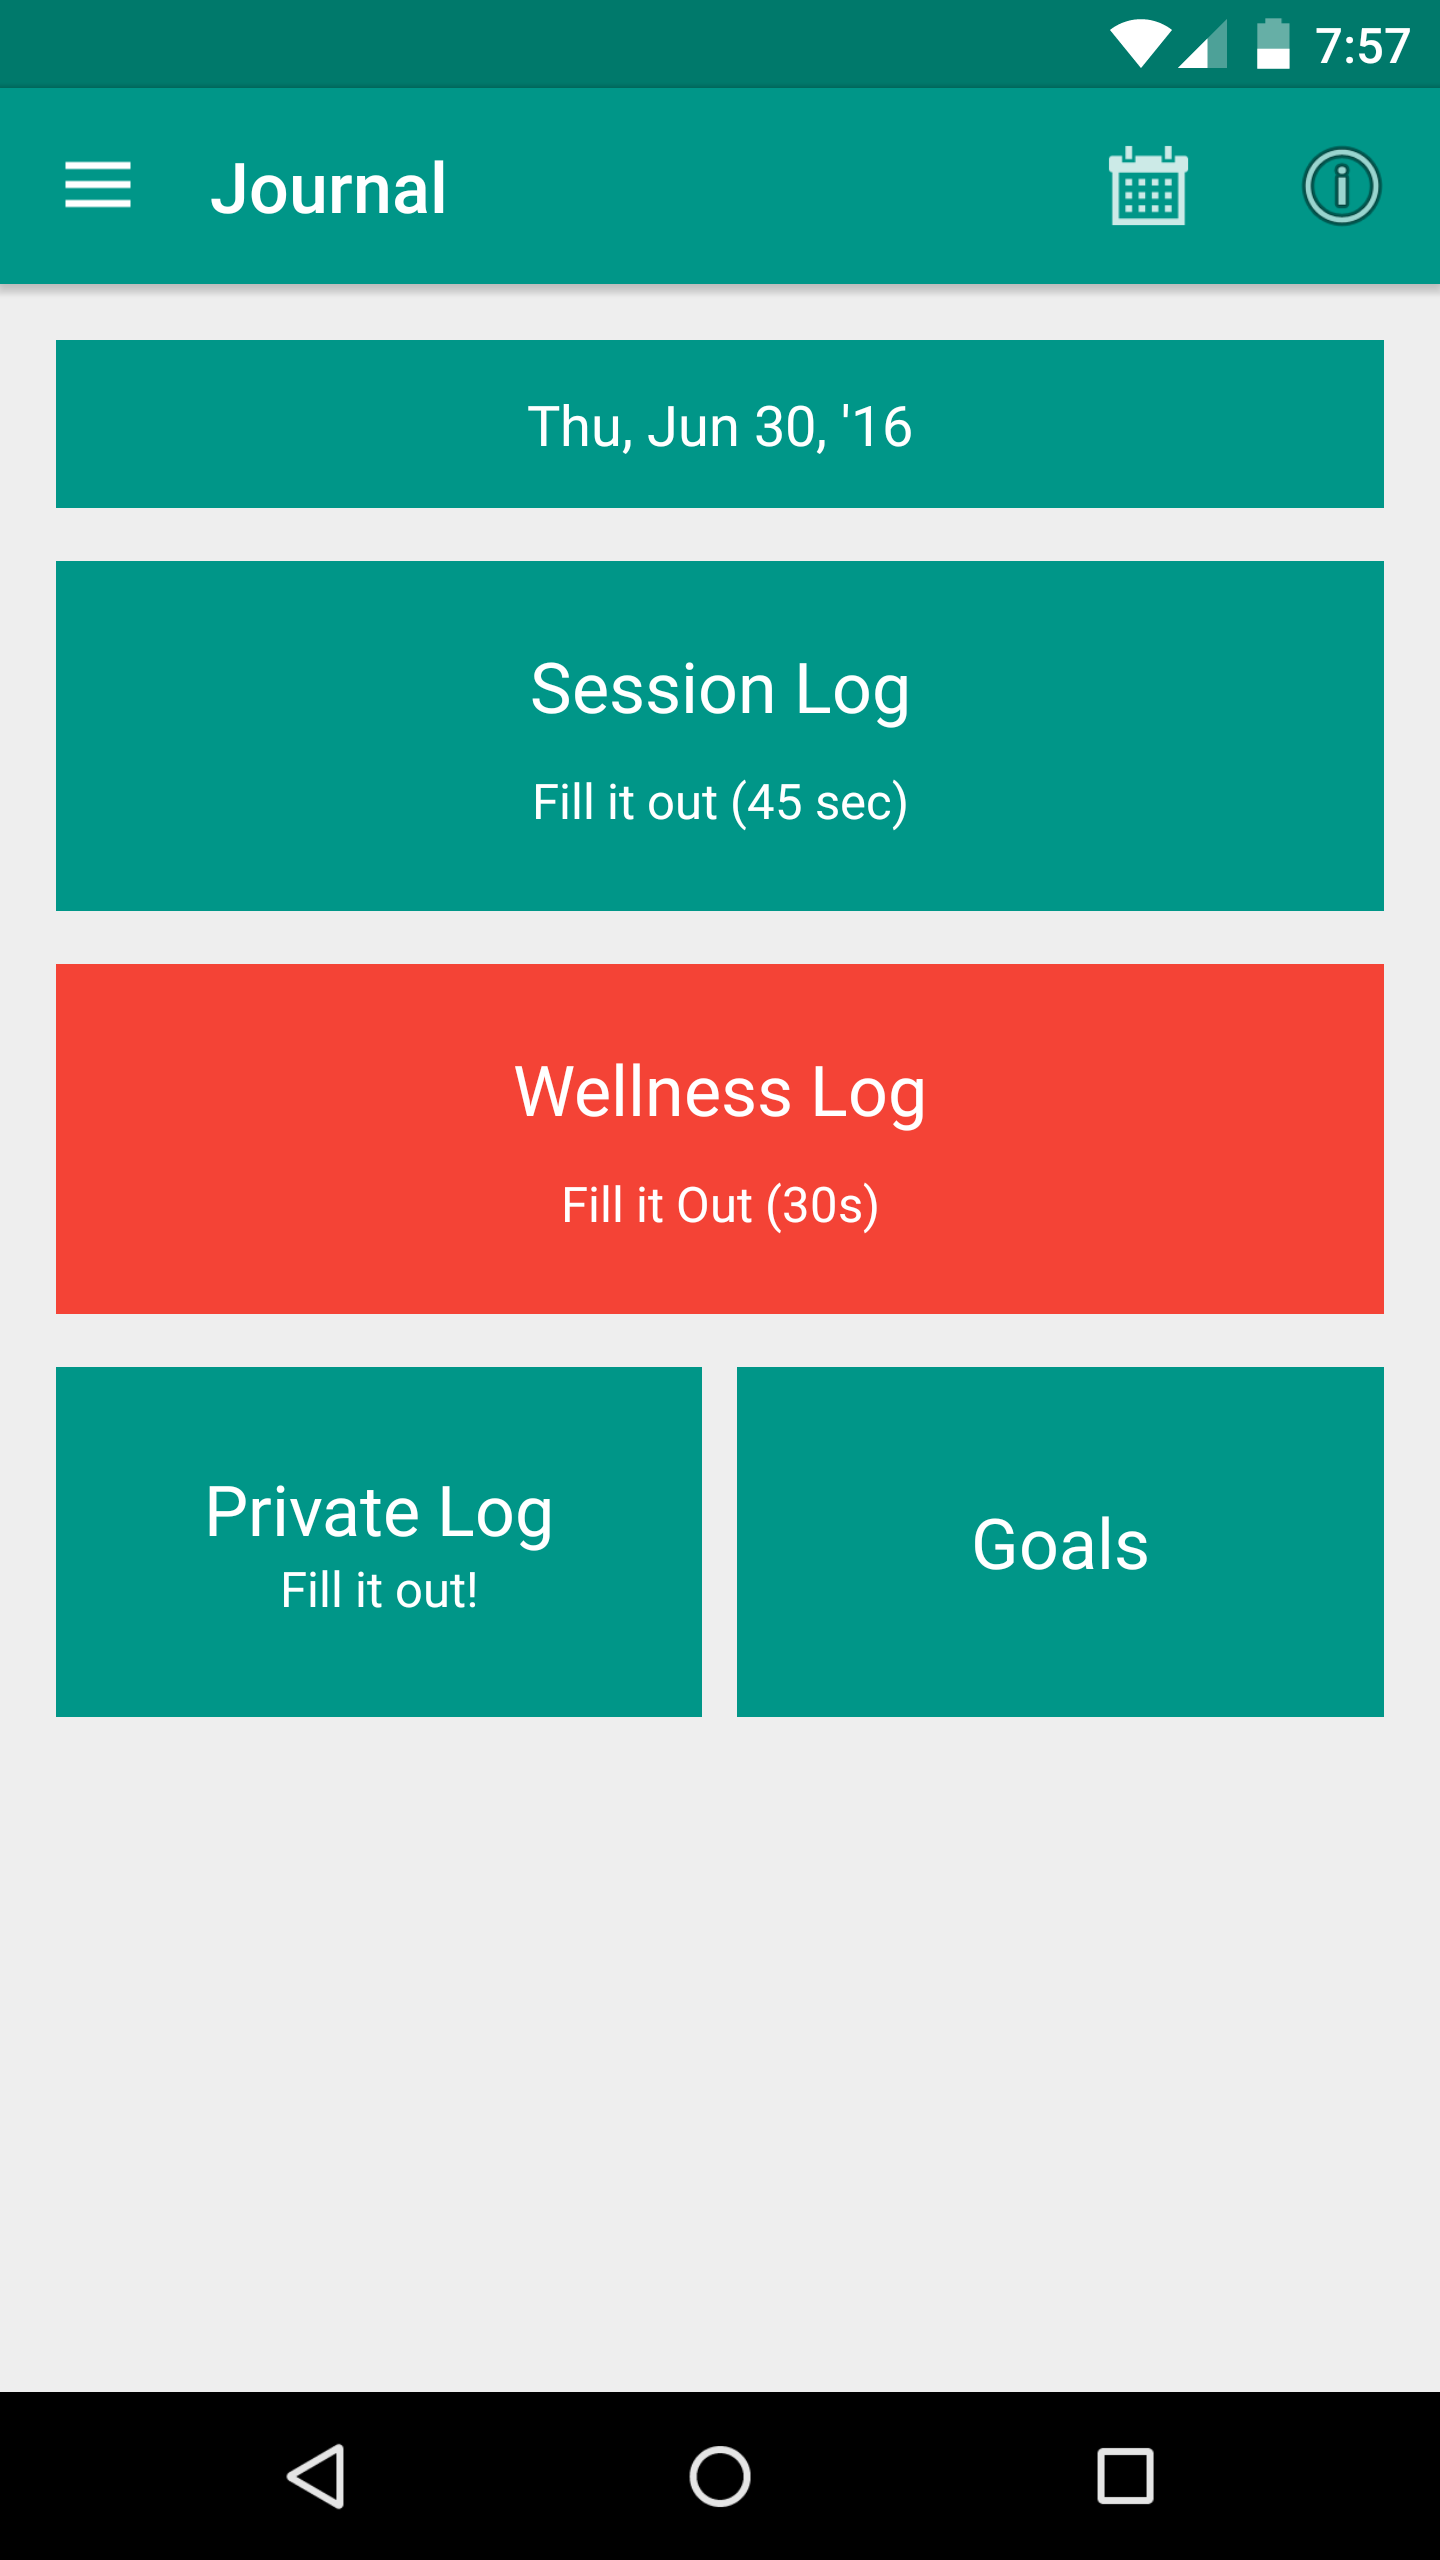 7:57
Journal
Thu, Jun 30, '16
Session Log
Fill it out (45 sec)
Wellness Log
Fill it Out (30s)
Private Log
Fill it out!
Goals